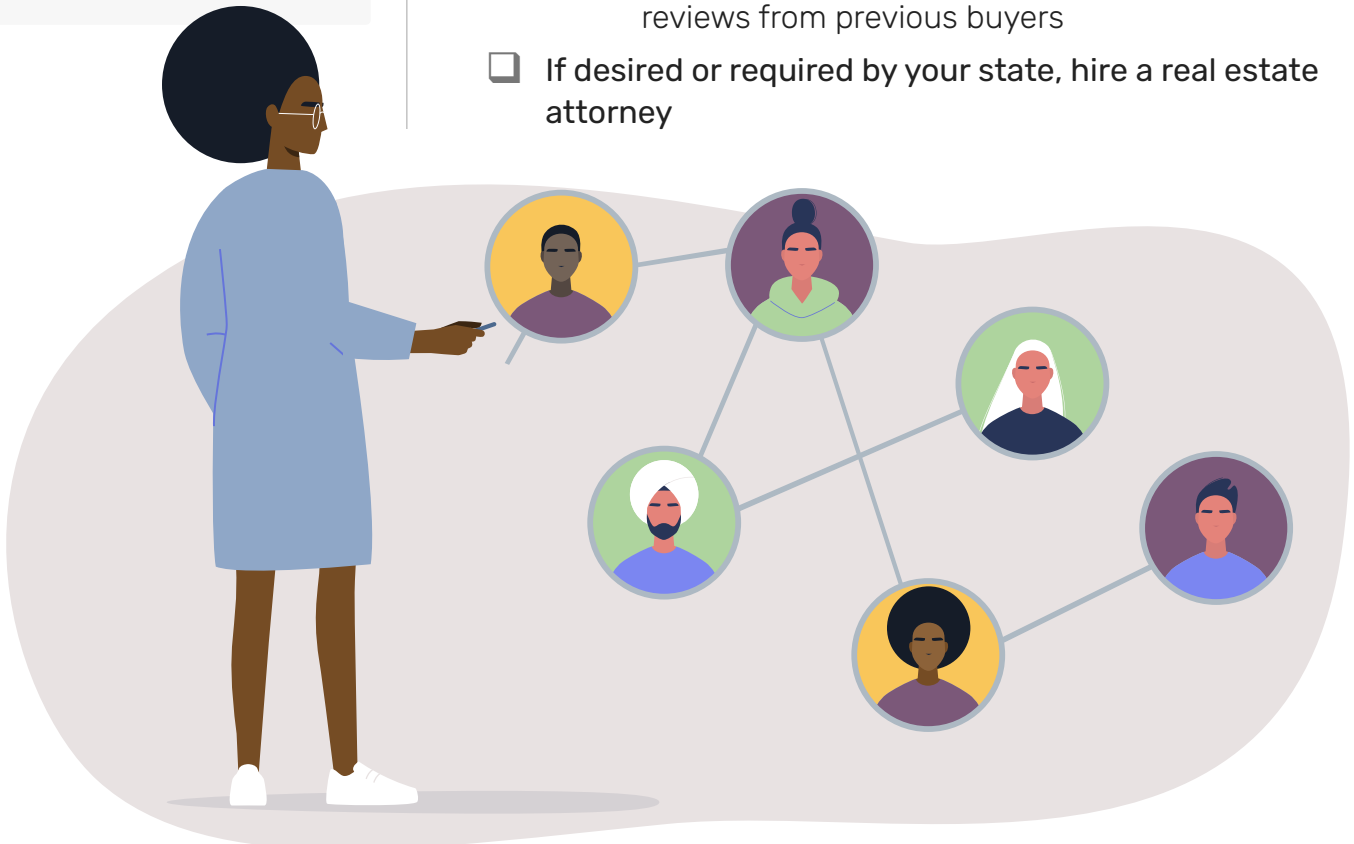 reviews from previous buyers
❏ If desired or required by your state, hire a real estate
attorney